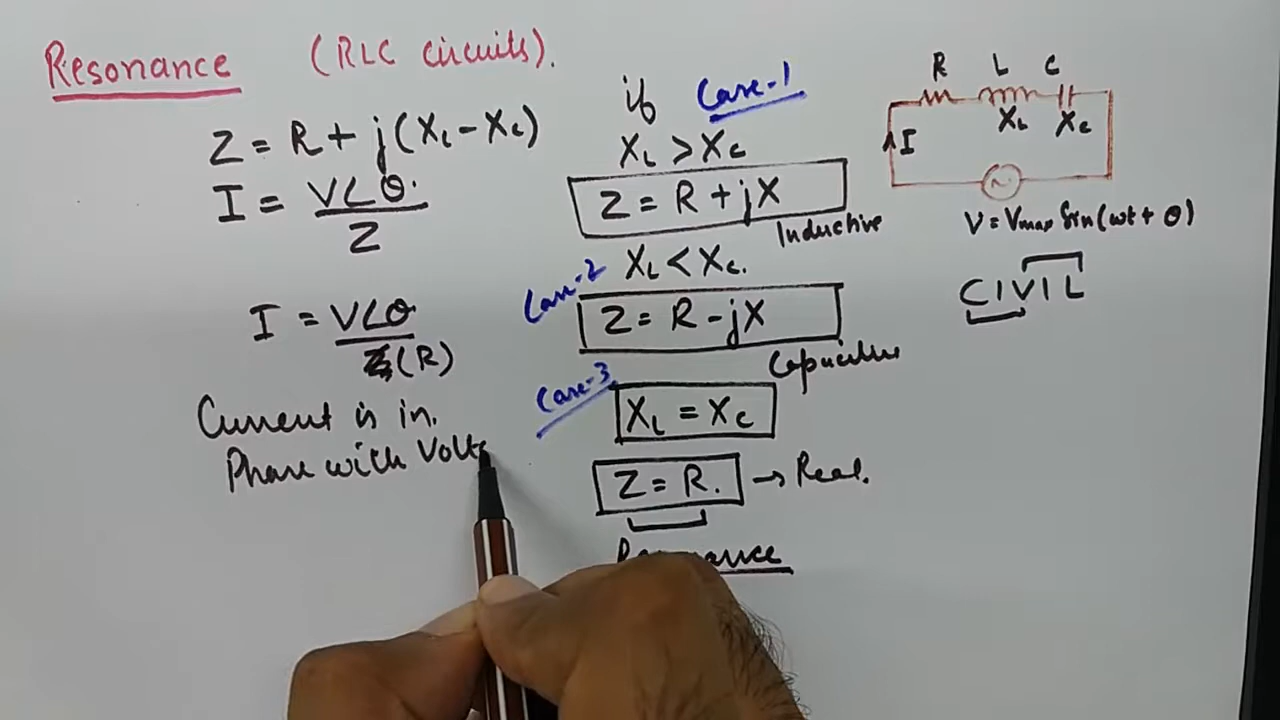 Resonance (RLC circuits).
Z = R + j(XL - XC)
I = V∠θ. / Z
I = V∠θ / (R)
Current is in.
Phase with Volta
if Case-1
XL > XC
Z = R + jX
Inductive
Case-2 XL < XC.
Z = R - jX
Capacitive
Case-3
XL = XC
Z = R. → Real.
R L C
XL XC
I
V = Vmax Sin(ωt + θ)
CIVIL